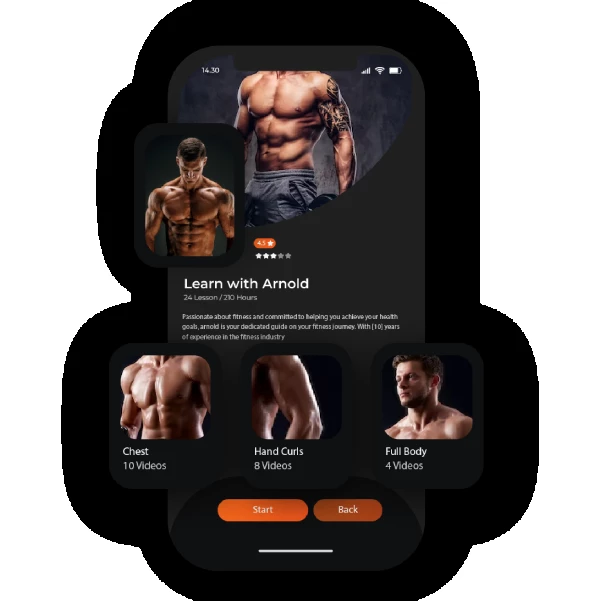 14.30
4.5
Learn with Arnold
24 Lesson / 210 Hours
Passionate about fitness and committed to helping you achieve your health
goals, arnold is your dedicated guide on your fitness journey. With [10] years
of experience in the fitness industry
Chest
10 Videos
Hand Curls
8 Videos
Full Body
4 Videos
Start
Back